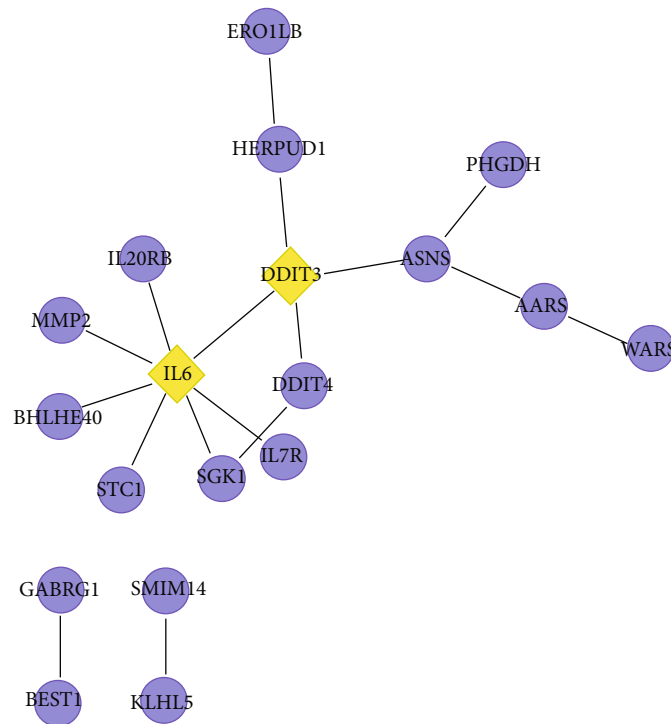 ERO1LB
HERPUD1
PHGDH
IL20RB
DDIT3
ASNS
MMP2
AARS
WARS
IL6
DDIT4
BHLHE40
IL7R
STC1
SGK1
GABRG1
SMIM14
BEST1
KLHL5